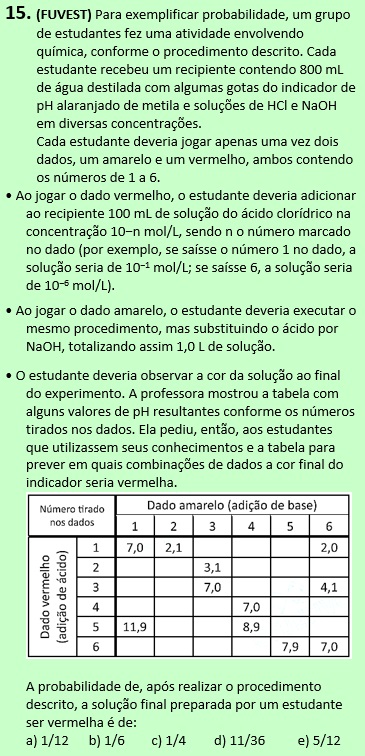 15. (FUVEST) Para exemplificar probabilidade, um grupo
de estudantes fez uma atividade envolvendo
química, conforme o procedimento descrito. Cada
estudante recebeu um recipiente contendo 800 mL
de água destilada com algumas gotas do indicador de
pH alaranjado de metila e soluções de HCl e NaOH
em diversas concentrações.
Cada estudante deveria jogar apenas uma vez dois
dados, um amarelo e um vermelho, ambos contendo
os números de 1 a 6.
• Ao jogar o dado vermelho, o estudante deveria adicionar
ao recipiente 100 mL de solução do ácido clorídrico na
concentração 10−n mol/L, sendo n o número marcado
no dado (por exemplo, se saísse o número 1 no dado, a
solução seria de 10⁻¹ mol/L; se saísse 6, a solução seria
de 10⁻⁶ mol/L).
• Ao jogar o dado amarelo, o estudante deveria executar o
mesmo procedimento, mas substituindo o ácido por
NaOH, totalizando assim 1,0 L de solução.
• O estudante deveria observar a cor da solução ao final
do experimento. A professora mostrou a tabela com
alguns valores de pH resultantes conforme os números
tirados nos dados. Ela pediu, então, aos estudantes
que utilizassem seus conhecimentos e a tabela para
prever em quais combinações de dados a cor final do
indicador seria vermelha.
Número tirado nos dados
Dado amarelo (adição de base)
1 2 3 4 5 6
Dado vermelho (adição de ácido)
1 7,0 2,1 2,0
2 3,1
3 7,0 4,1
4 7,0
5 11,9 8,9
6 7,9 7,0
A probabilidade de, após realizar o procedimento
descrito, a solução final preparada por um estudante
ser vermelha é de:
a) 1/12 b) 1/6 c) 1/4 d) 11/36 e) 5/12